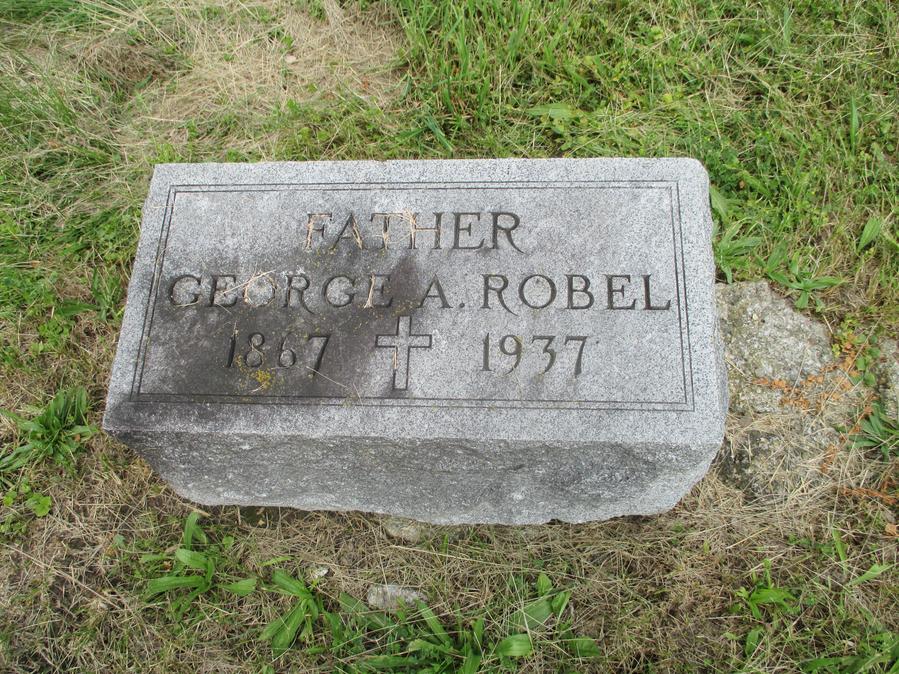 FATHER
GEORGE A. ROBEL
1867 1937